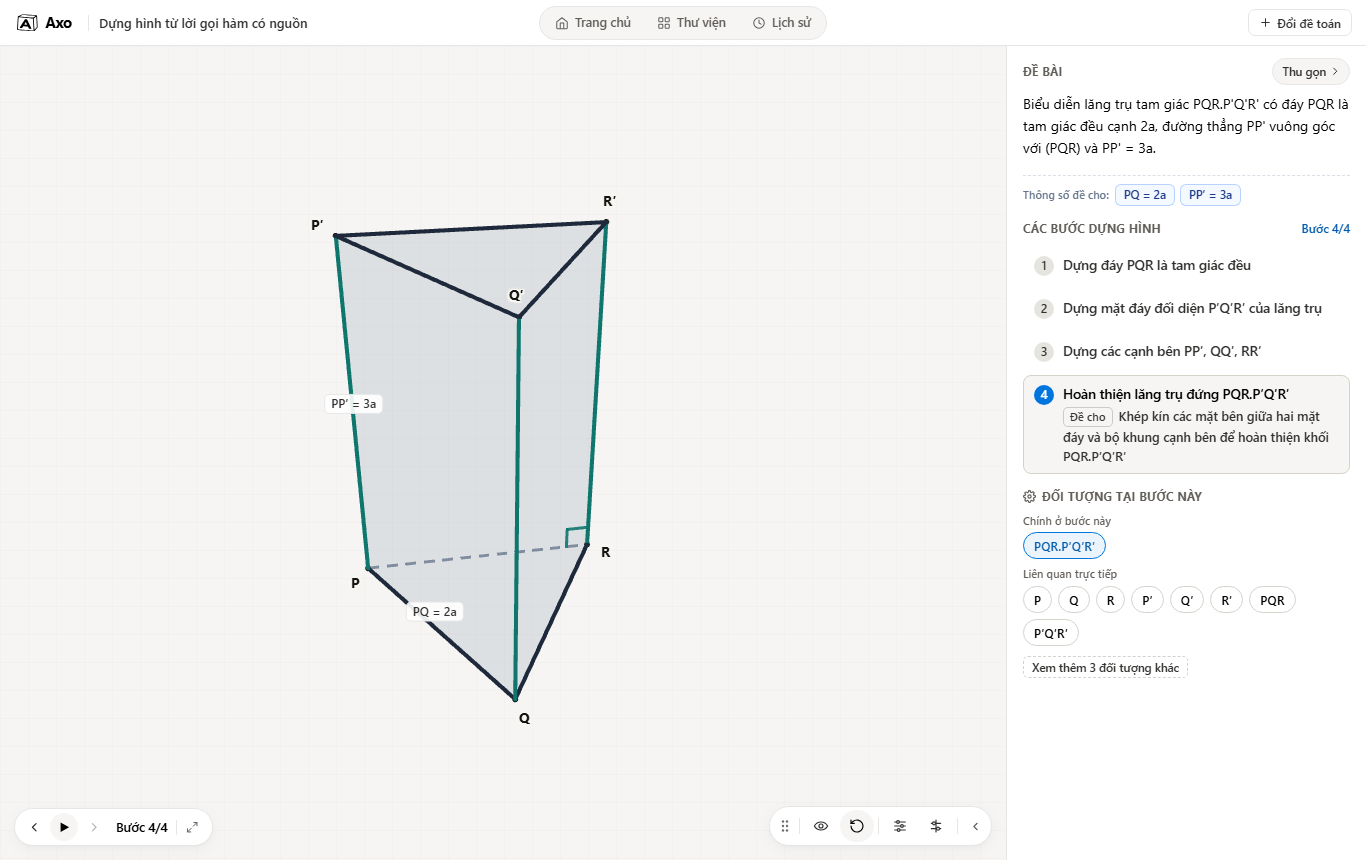 Axo
Dựng hình từ lời gọi hàm có nguồn
Trang chủ
Thư viện
Lịch sử
Đổi đề toán
ĐỀ BÀI
Thu gọn
Biểu diễn lăng trụ tam giác PQR.P'Q'R' có đáy PQR là
tam giác đều cạnh 2a, đường thẳng PP' vuông góc
với (PQR) và PP' = 3a.
Thông số đề cho: PQ = 2a PP′ = 3a
CÁC BƯỚC DỰNG HÌNH
Bước 4/4
1 Dựng đáy PQR là tam giác đều
2 Dựng mặt đáy đối diện P′Q′R′ của lăng trụ
3 Dựng các cạnh bên PP′, QQ′, RR′
4 Hoàn thiện lăng trụ đứng PQR.P′Q′R′
Đề cho Khép kín các mặt bên giữa hai mặt
đáy và bộ khung cạnh bên để hoàn thiện khối
PQR.P′Q′R′
ĐỐI TƯỢNG TẠI BƯỚC NÀY
Chính ở bước này
PQR.P′Q′R′
Liên quan trực tiếp
P Q R P′ Q′ R′ PQR
P′Q′R′
Xem thêm 3 đối tượng khác
R′
P′
Q′
PP′ = 3a
R
P
PQ = 2a
Q
Bước 4/4